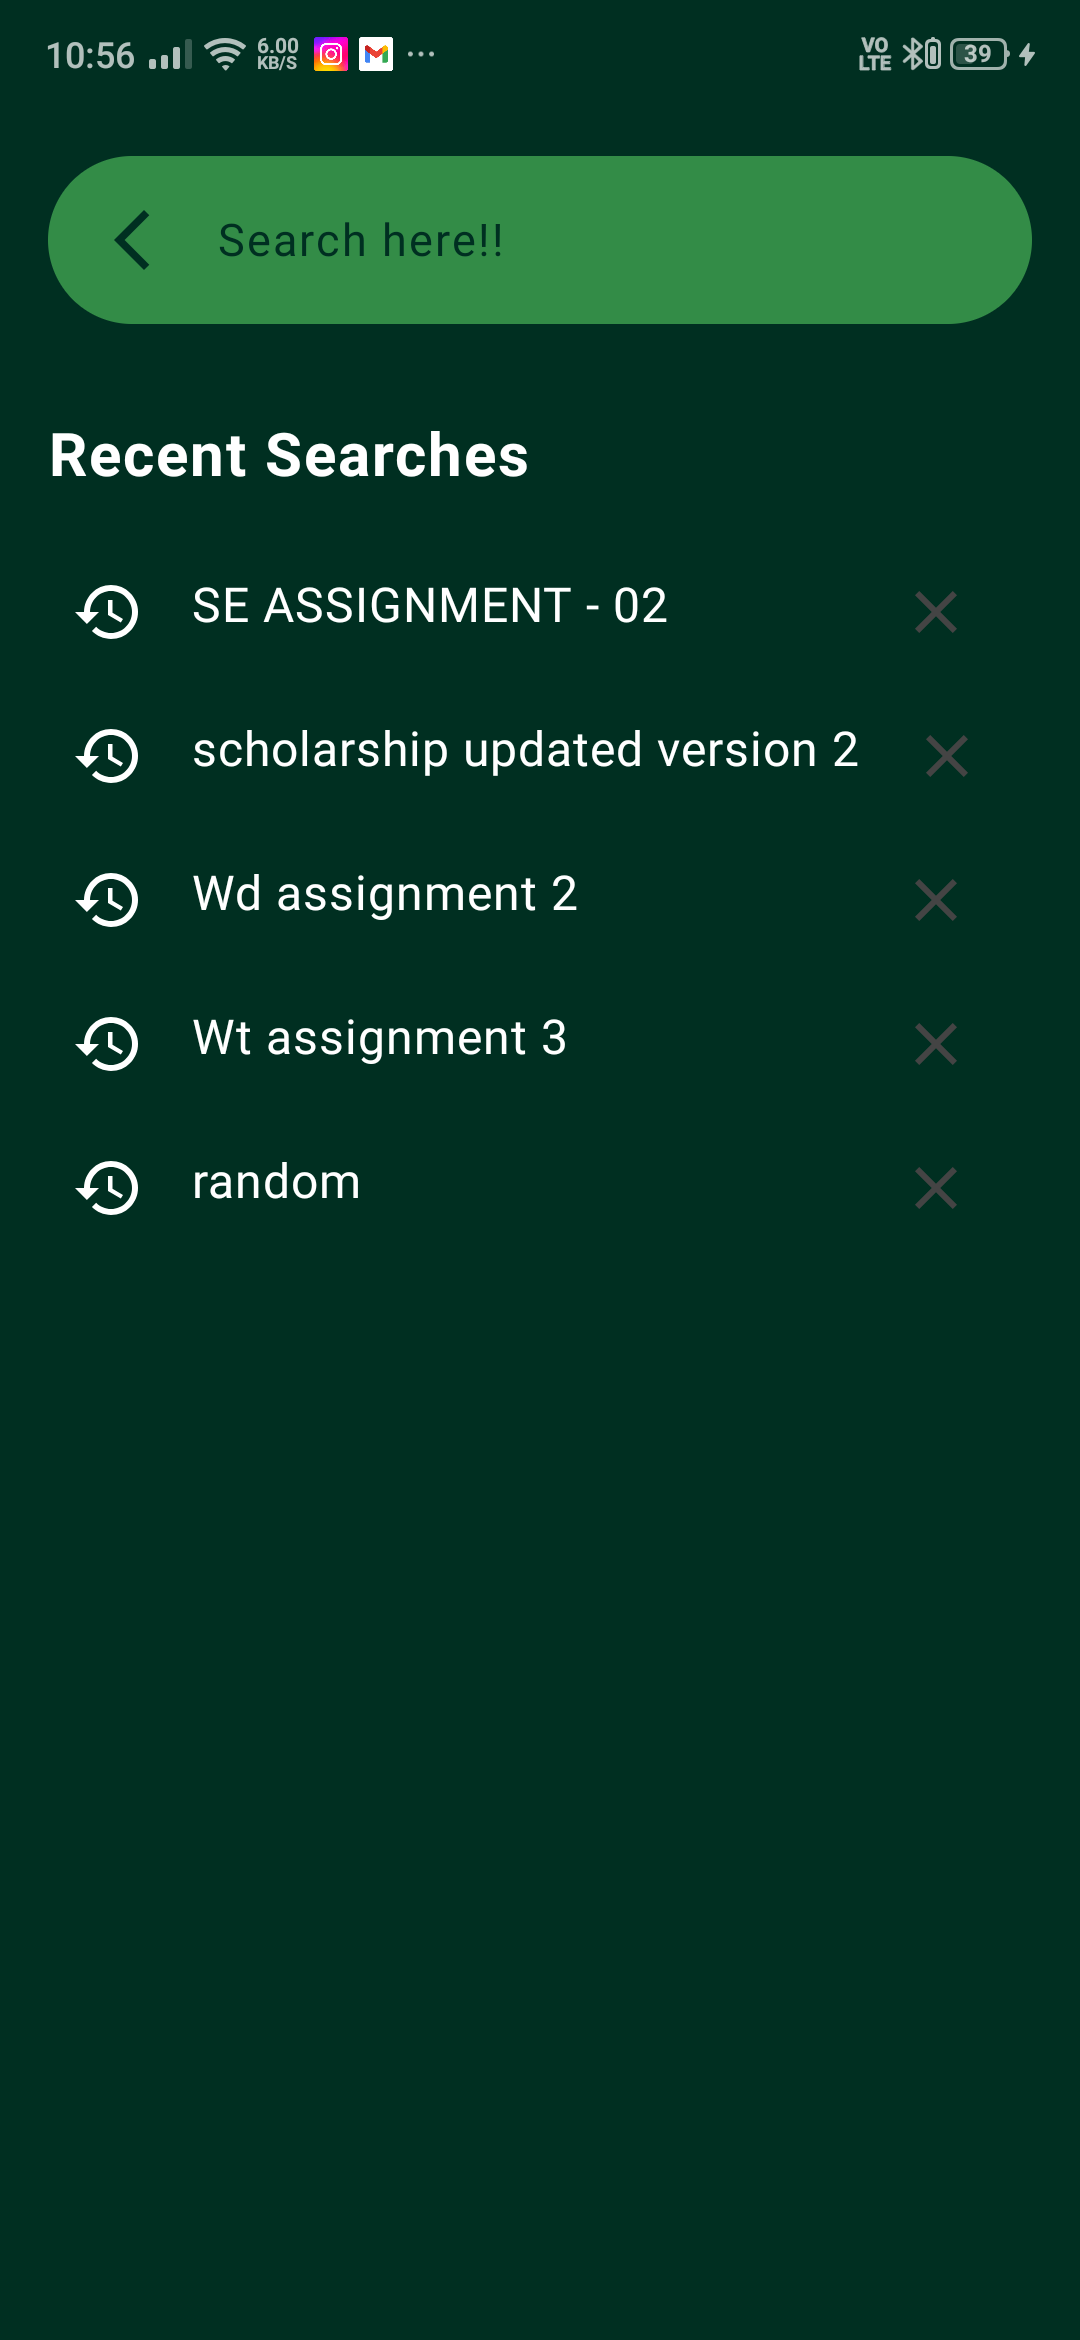 10:56 6.00 KB/S VO LTE 39
Search here!!
Recent Searches
SE ASSIGNMENT - 02
scholarship updated version 2
Wd assignment 2
Wt assignment 3
random